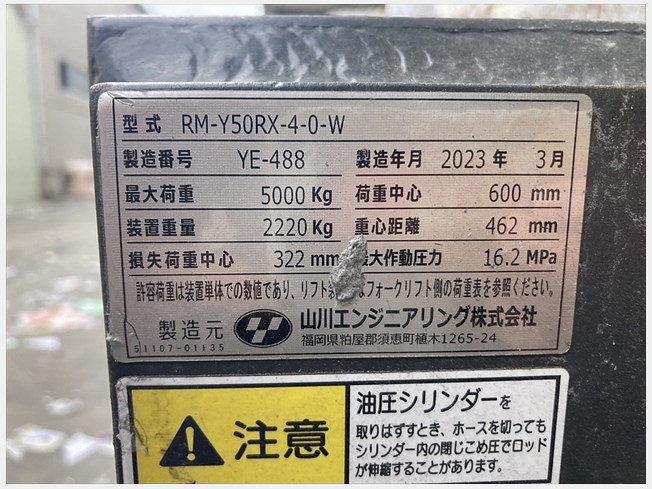 型式 RM-Y50RX-4-0-W
製造番号 YE-488 製造年月 2023年 3月
最大荷重 5000 Kg 荷重中心 600 mm
装置重量 2220 Kg 重心距離 462 mm
損失荷重中心 322 mm 最大作動圧力 16.2 MPa
許容荷重は装置単体での数値であり、リフト フォークリフト側の荷重表を参照ください。
製造元 山川エンジニアリング株式会社
51107-01135 福岡県粕屋郡須恵町植木1265-24
注意
油圧シリンダーを
取りはずすとき、ホースを切っても
シリンダー内の閉じこめ圧でロッド
が伸縮することがあります。